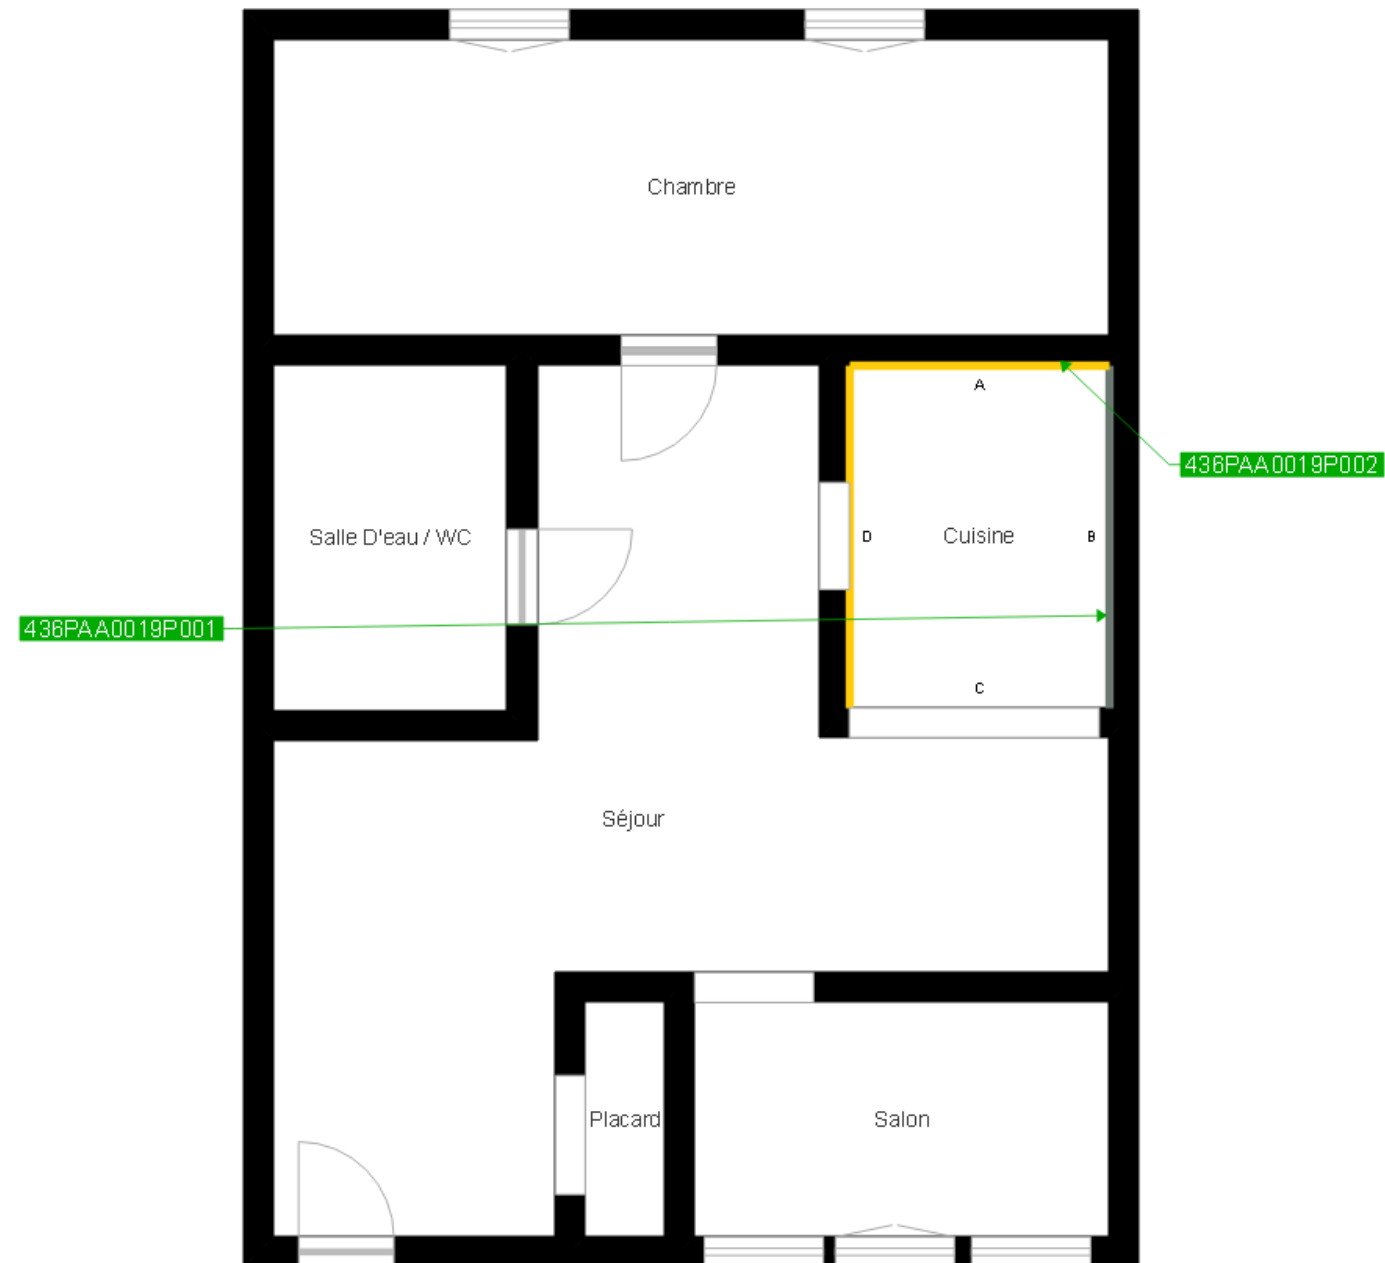 Chambre
A
436PAA0019P002
Salle D'eau / WC
D
Cuisine
B
436PAA0019P001
C
Séjour
Placard
Salon